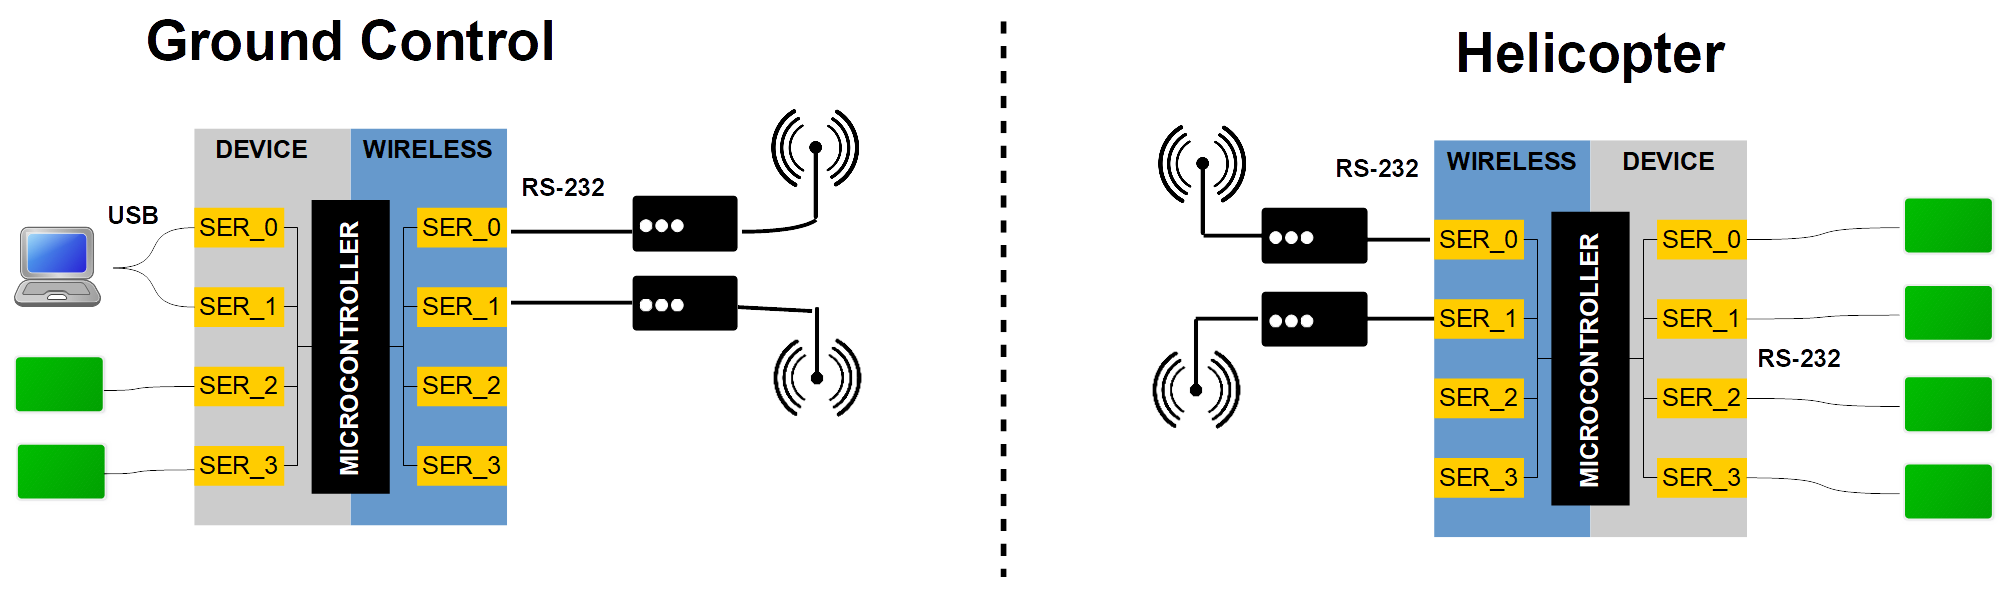 Ground Control
DEVICE
WIRELESS
USB
RS-232
SER_0
SER_1
SER_2
SER_3
MICROCONTROLLER
SER_0
SER_1
SER_2
SER_3
Helicopter
RS-232
WIRELESS
DEVICE
SER_0
SER_1
SER_2
SER_3
MICROCONTROLLER
SER_0
SER_1
SER_2
SER_3
RS-232